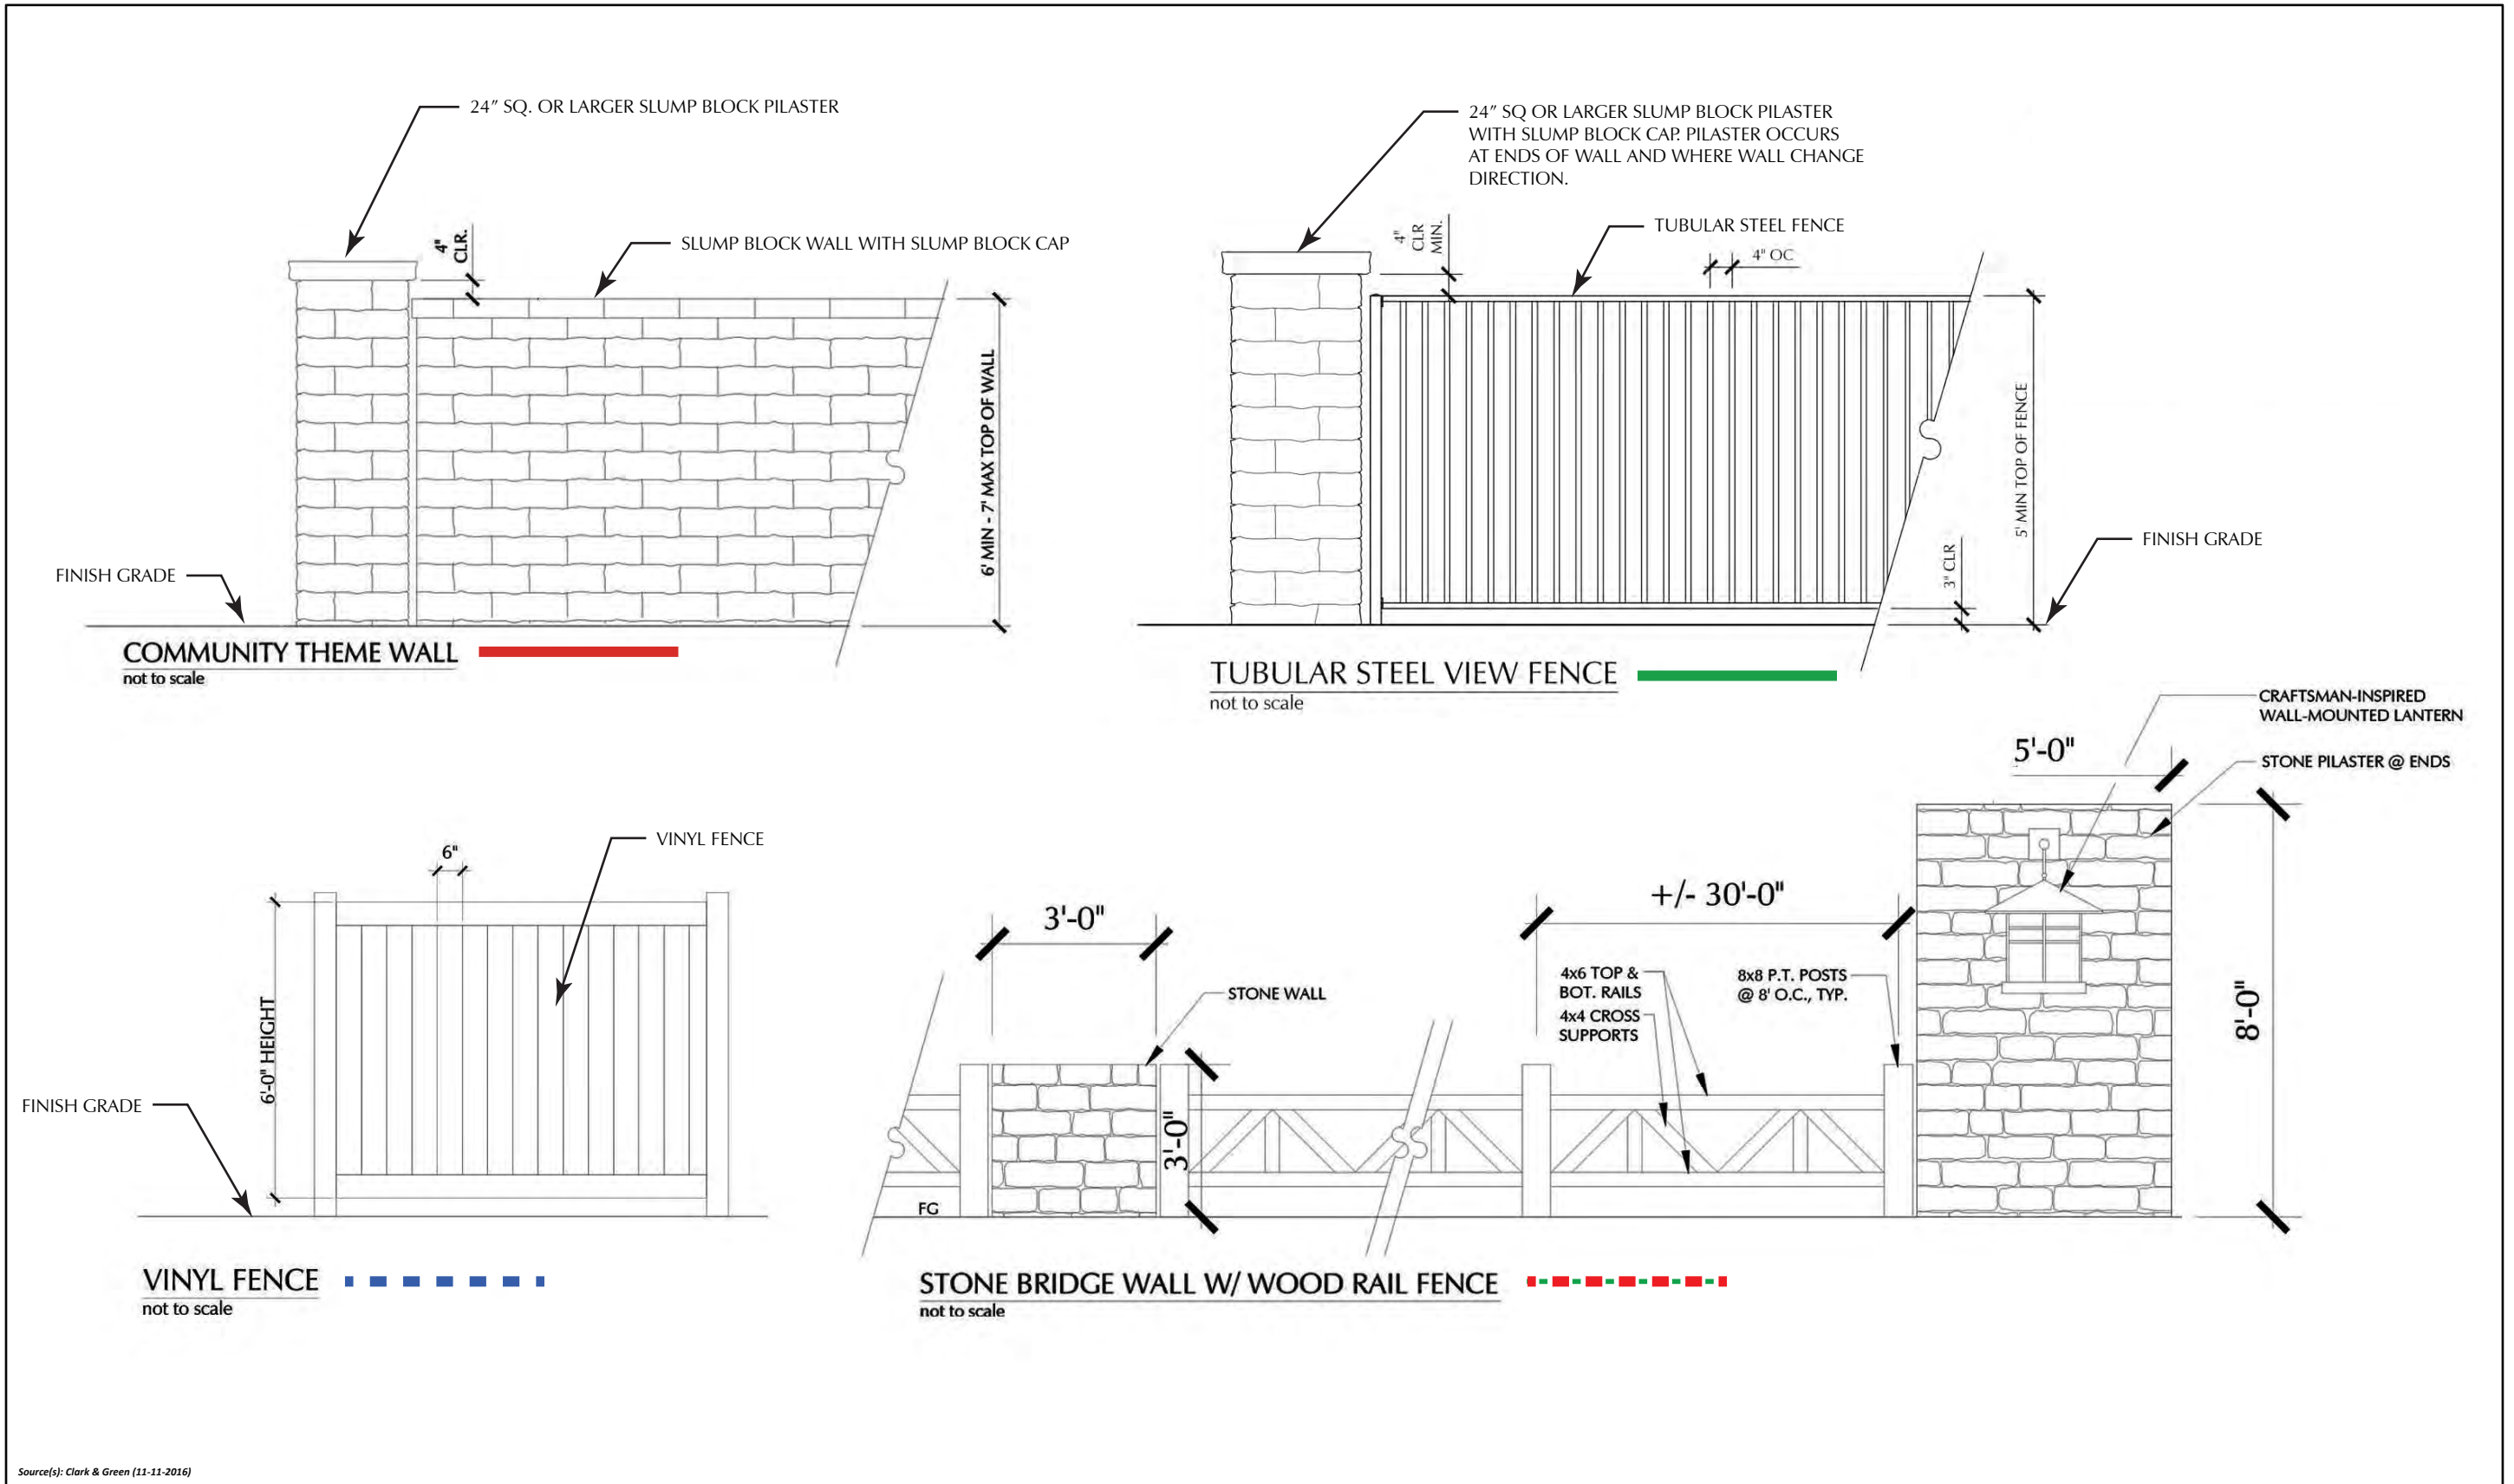 24" SQ. OR LARGER SLUMP BLOCK PILASTER
4"
CLR.
SLUMP BLOCK WALL WITH SLUMP BLOCK CAP
6' MIN - 7' MAX TOP OF WALL
FINISH GRADE
COMMUNITY THEME WALL
not to scale
24" SQ OR LARGER SLUMP BLOCK PILASTER
WITH SLUMP BLOCK CAP. PILASTER OCCURS
AT ENDS OF WALL AND WHERE WALL CHANGE
DIRECTION.
4"
CLR
MIN.
TUBULAR STEEL FENCE
4" OC
5' MIN TOP OF FENCE
3" CLR
FINISH GRADE
TUBULAR STEEL VIEW FENCE
not to scale
VINYL FENCE
6"
6'-0" HEIGHT
FINISH GRADE
VINYL FENCE
not to scale
CRAFTSMAN-INSPIRED
WALL-MOUNTED LANTERN
5'-0"
STONE PILASTER @ ENDS
+/- 30'-0"
3'-0"
4x6 TOP &
BOT. RAILS
8x8 P.T. POSTS
@ 8' O.C., TYP.
STONE WALL
4x4 CROSS
SUPPORTS
8'-0"
3'-0"
FG
STONE BRIDGE WALL W/ WOOD RAIL FENCE
not to scale
Source(s): Clark & Green (11-11-2016)